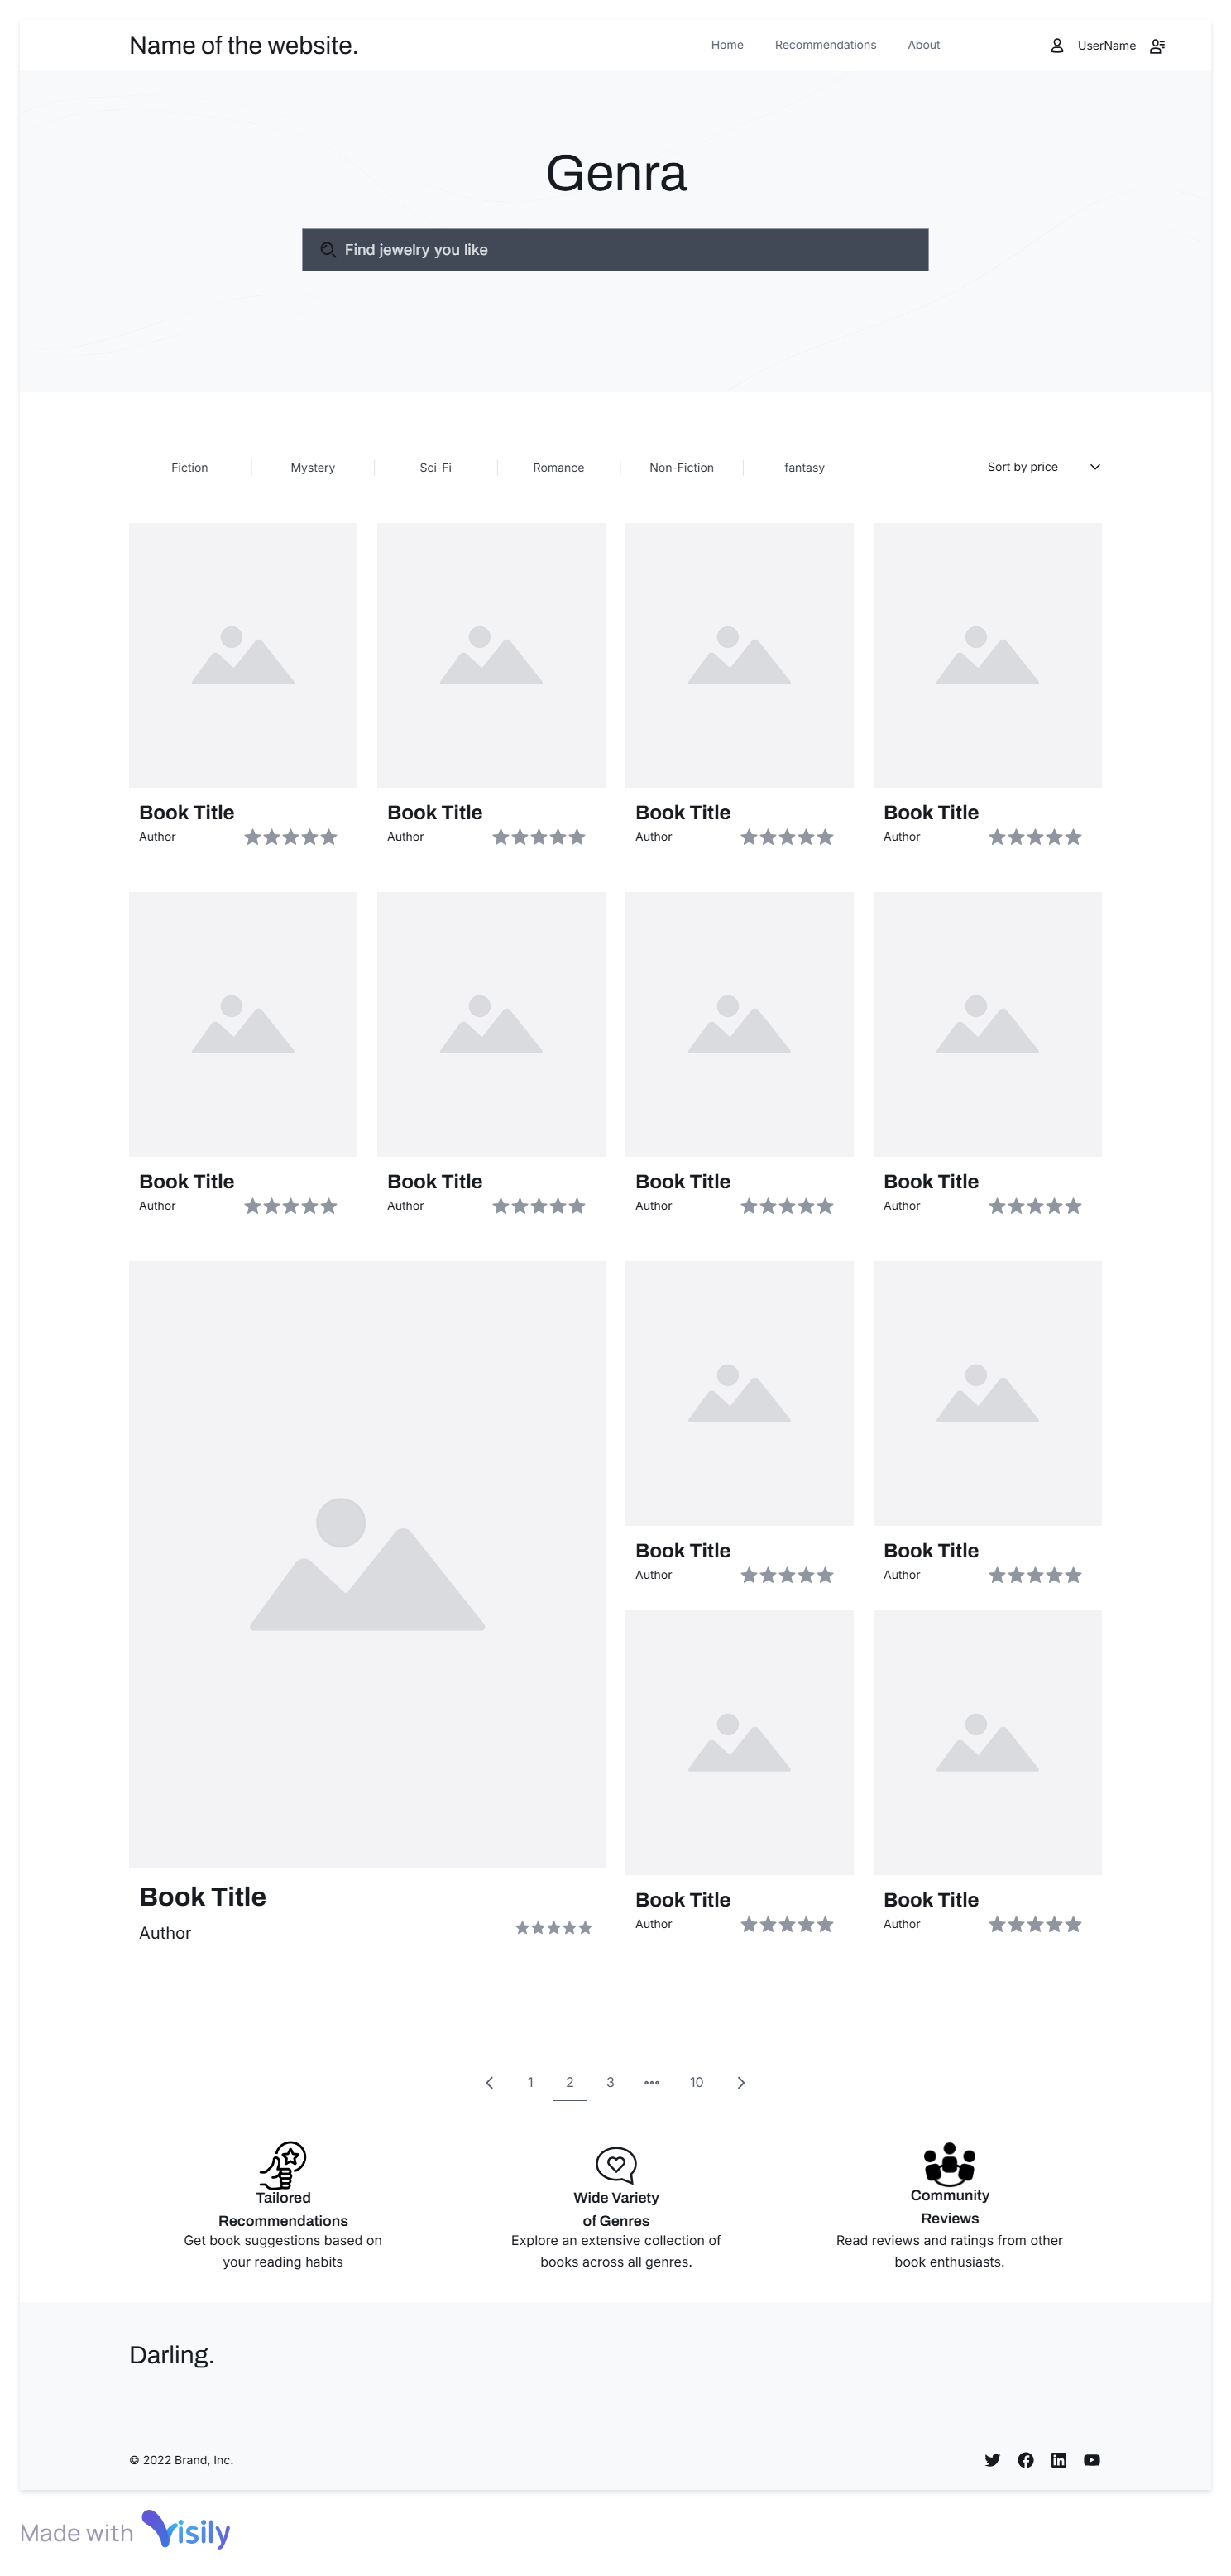 Name of the website.
Home
Recommendations
About
UserName
Genra
Find jewelry you like
Fiction
Mystery
Sci-Fi
Romance
Non-Fiction
fantasy
Sort by price
Book Title
Author
Book Title
Author
Book Title
Author
Book Title
Author
Book Title
Author
Book Title
Author
Book Title
Author
Book Title
Author
Book Title
Author
Book Title
Author
Book Title
Author
Book Title
Author
Book Title
Author
1
2
3
•••
10
Tailored
Recommendations
Get book suggestions based on
your reading habits
Wide Variety
of Genres
Explore an extensive collection of
books across all genres.
Community
Reviews
Read reviews and ratings from other
book enthusiasts.
Darling.
© 2022 Brand, Inc.
Made with Visily